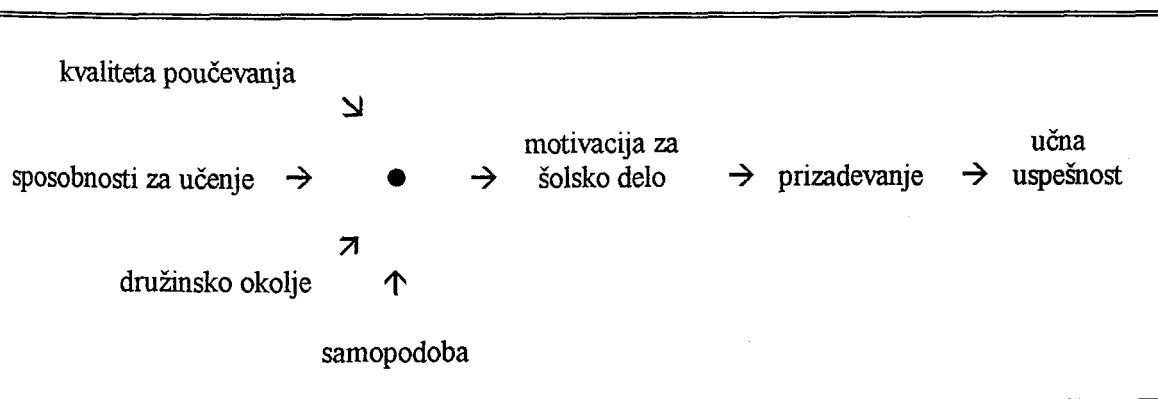 kvaliteta poučevanja
sposobnosti za učenje → ● → motivacija za
šolsko delo → prizadevanje → učna
uspešnost
družinsko okolje
samopodoba